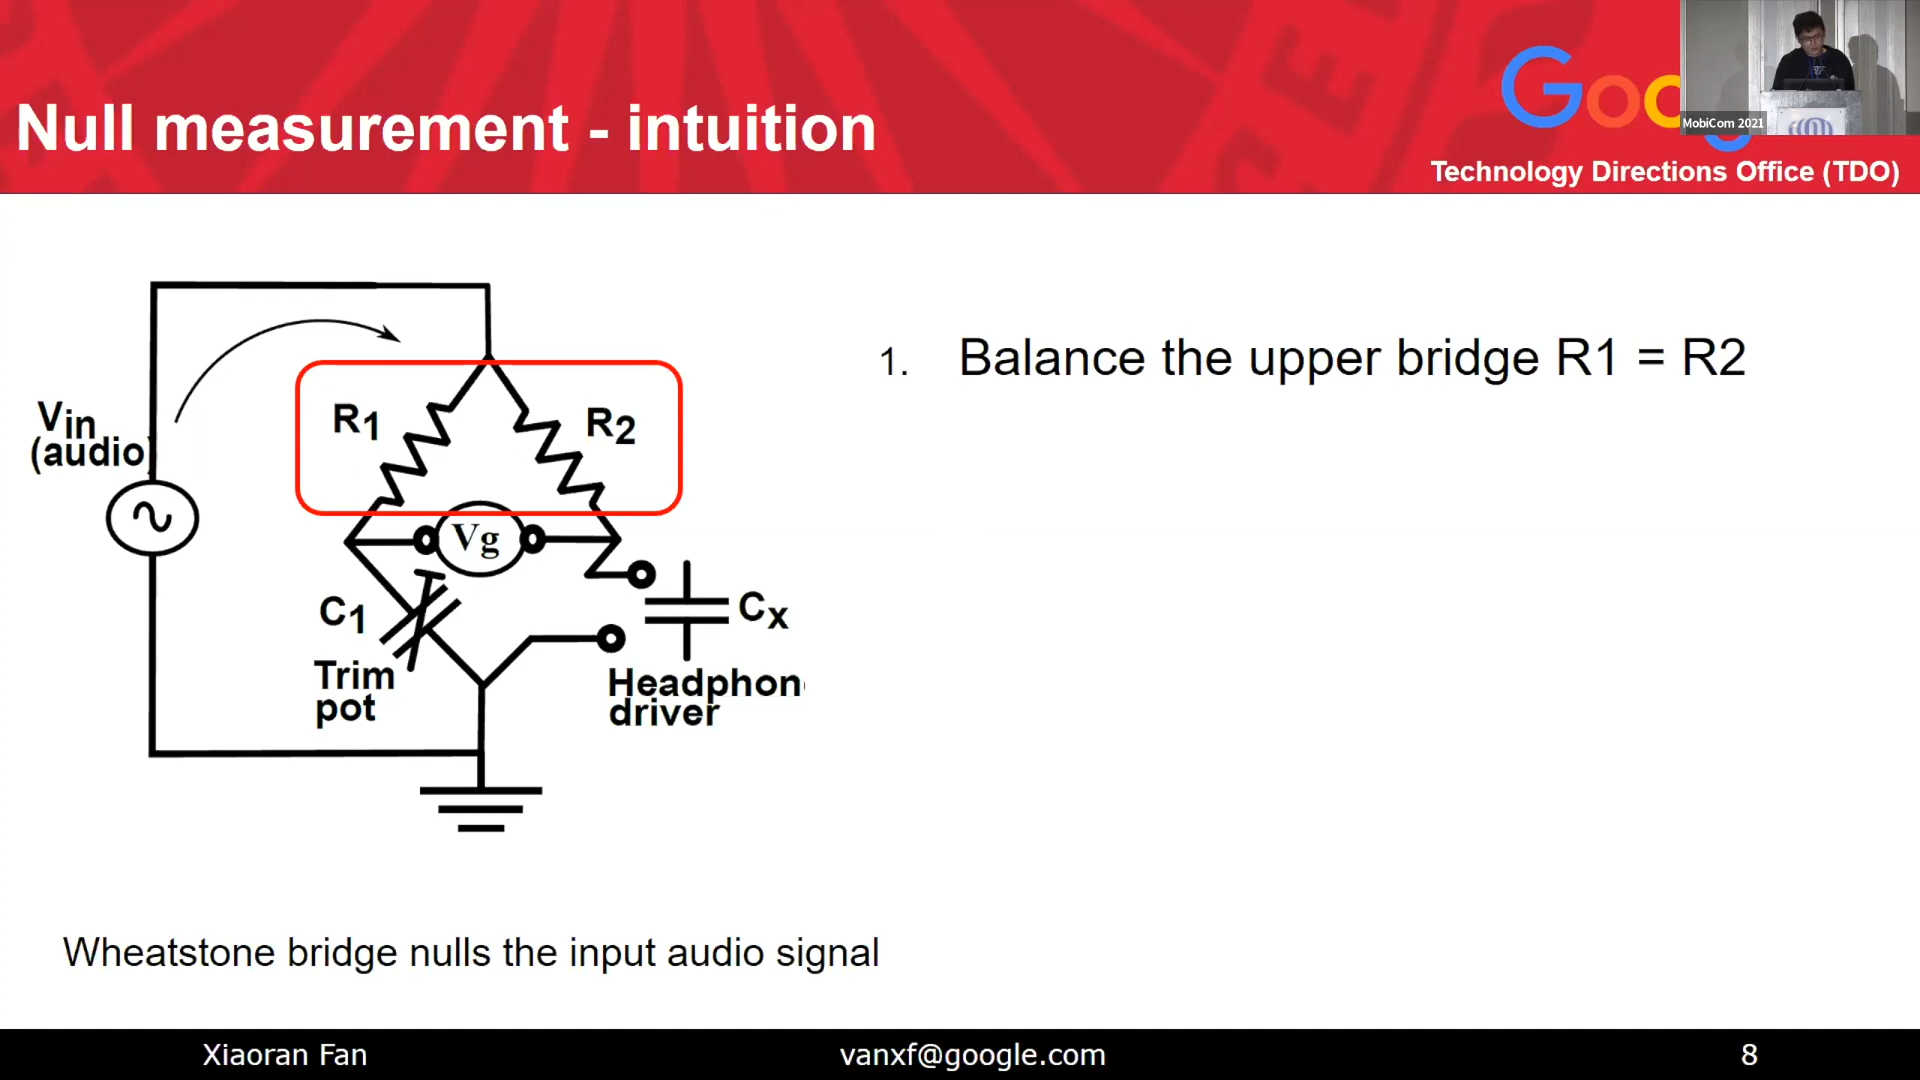 Null measurement - intuition
Goo
MobiCom 2021
Technology Directions Office (TDO)
1. Balance the upper bridge R1 = R2
Vin
(audio)
R1
R2
Vg
C1
Trim
pot
Cx
Headphon
driver
Wheatstone bridge nulls the input audio signal
Xiaoran Fan
vanxf@google.com
8